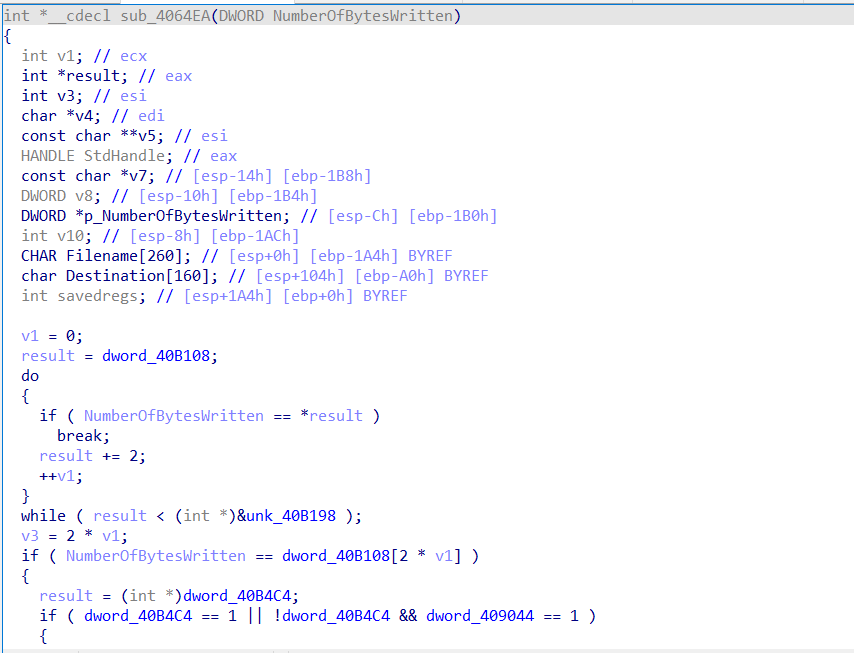 int *__cdecl sub_4064EA(DWORD NumberOfBytesWritten)
{
  int v1; // ecx
  int *result; // eax
  int v3; // esi
  char *v4; // edi
  const char **v5; // esi
  HANDLE StdHandle; // eax
  const char *v7; // [esp-14h] [ebp-1B8h]
  DWORD v8; // [esp-10h] [ebp-1B4h]
  DWORD *p_NumberOfBytesWritten; // [esp-Ch] [ebp-1B0h]
  int v10; // [esp-8h] [ebp-1ACh]
  CHAR Filename[260]; // [esp+0h] [ebp-1A4h] BYREF
  char Destination[160]; // [esp+104h] [ebp-A0h] BYREF
  int savedregs; // [esp+1A4h] [ebp+0h] BYREF

  v1 = 0;
  result = dword_40B108;
  do
  {
    if ( NumberOfBytesWritten == *result )
      break;
    result += 2;
    ++v1;
  }
  while ( result < (int *)&unk_40B198 );
  v3 = 2 * v1;
  if ( NumberOfBytesWritten == dword_40B108[2 * v1] )
  {
    result = (int *)dword_40B4C4;
    if ( dword_40B4C4 == 1 || !dword_40B4C4 && dword_409044 == 1 )
    {